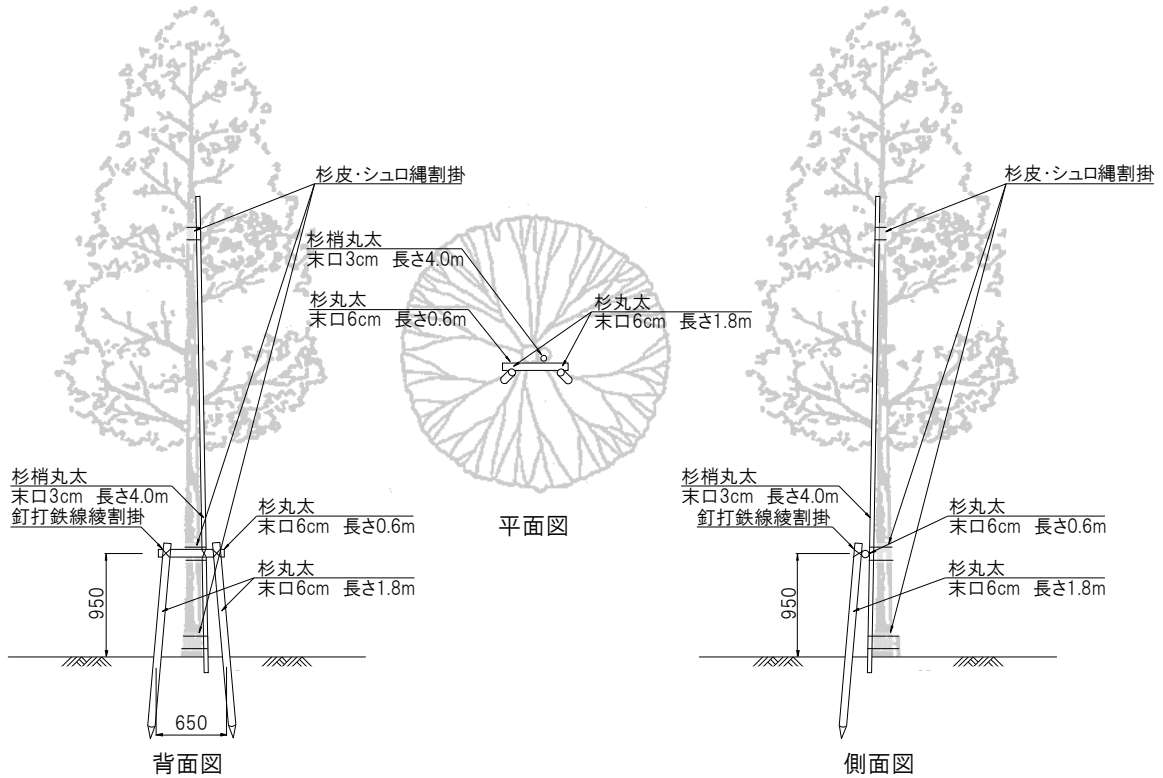 杉皮・シュロ縄割掛
杉梢丸太
末口3cm 長さ4.0m
釘打鉄線綾割掛
杉丸太
末口6cm 長さ0.6m
杉丸太
末口6cm 長さ1.8m
950
650
背面図
杉梢丸太
末口3cm 長さ4.0m
杉丸太
末口6cm 長さ0.6m
杉丸太
末口6cm 長さ1.8m
平面図
杉皮・シュロ縄割掛
杉梢丸太
末口3cm 長さ4.0m
釘打鉄線綾割掛
杉丸太
末口6cm 長さ0.6m
杉丸太
末口6cm 長さ1.8m
950
側面図